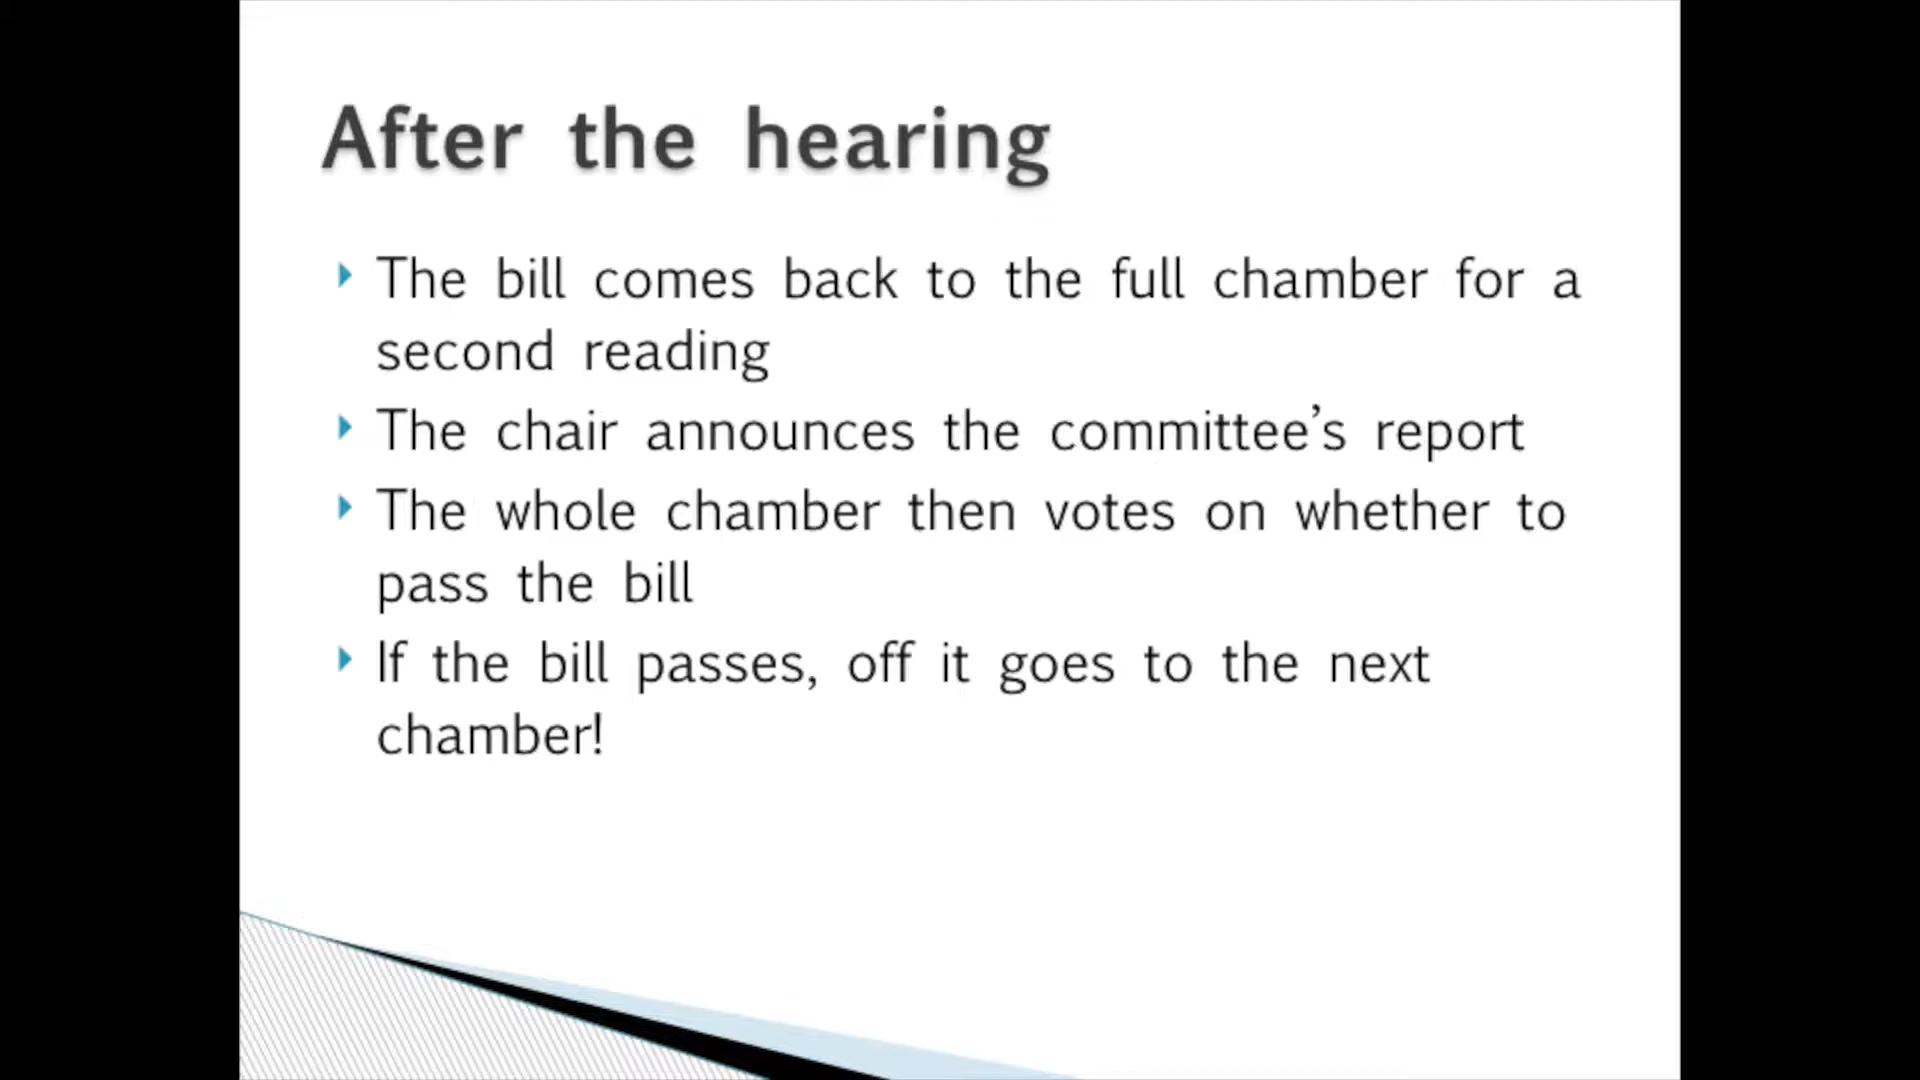 After the hearing
The bill comes back to the full chamber for a
second reading
The chair announces the committee’s report
The whole chamber then votes on whether to
pass the bill
If the bill passes, off it goes to the next
chamber!